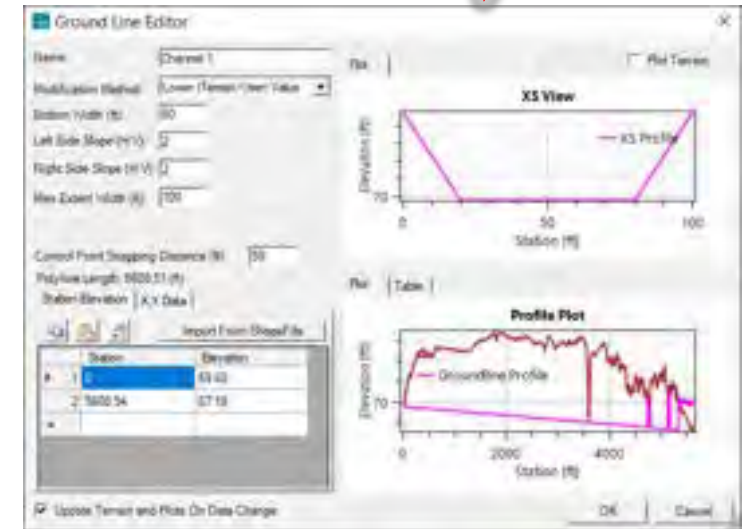 Ground Line Editor
Name: Channel 1
Modification Method: Lower (Terrain > User) Value
Bottom Width (ft): 60
Left Side Slope (H:V): 2
Right Side Slope (H:V): 2
Max Extent Width (ft): 100
Control Point Snapping Distance (ft): 50
Polyline Length: 5600.51 (ft)
Station Elevation
X,Y Data
Import From ShapeFile
Station
Elevation
1
2 5600.54 67.18
Update Terrain and Plots On Data Change
Plot
Plot Terrain
XS View
XS Profile
Elevation (ft)
70
0 50 100
Station (ft)
Plot
Table
Profile Plot
Groundline Profile
Elevation (ft)
70
0 2000 4000
Station (ft)
OK
Cancel